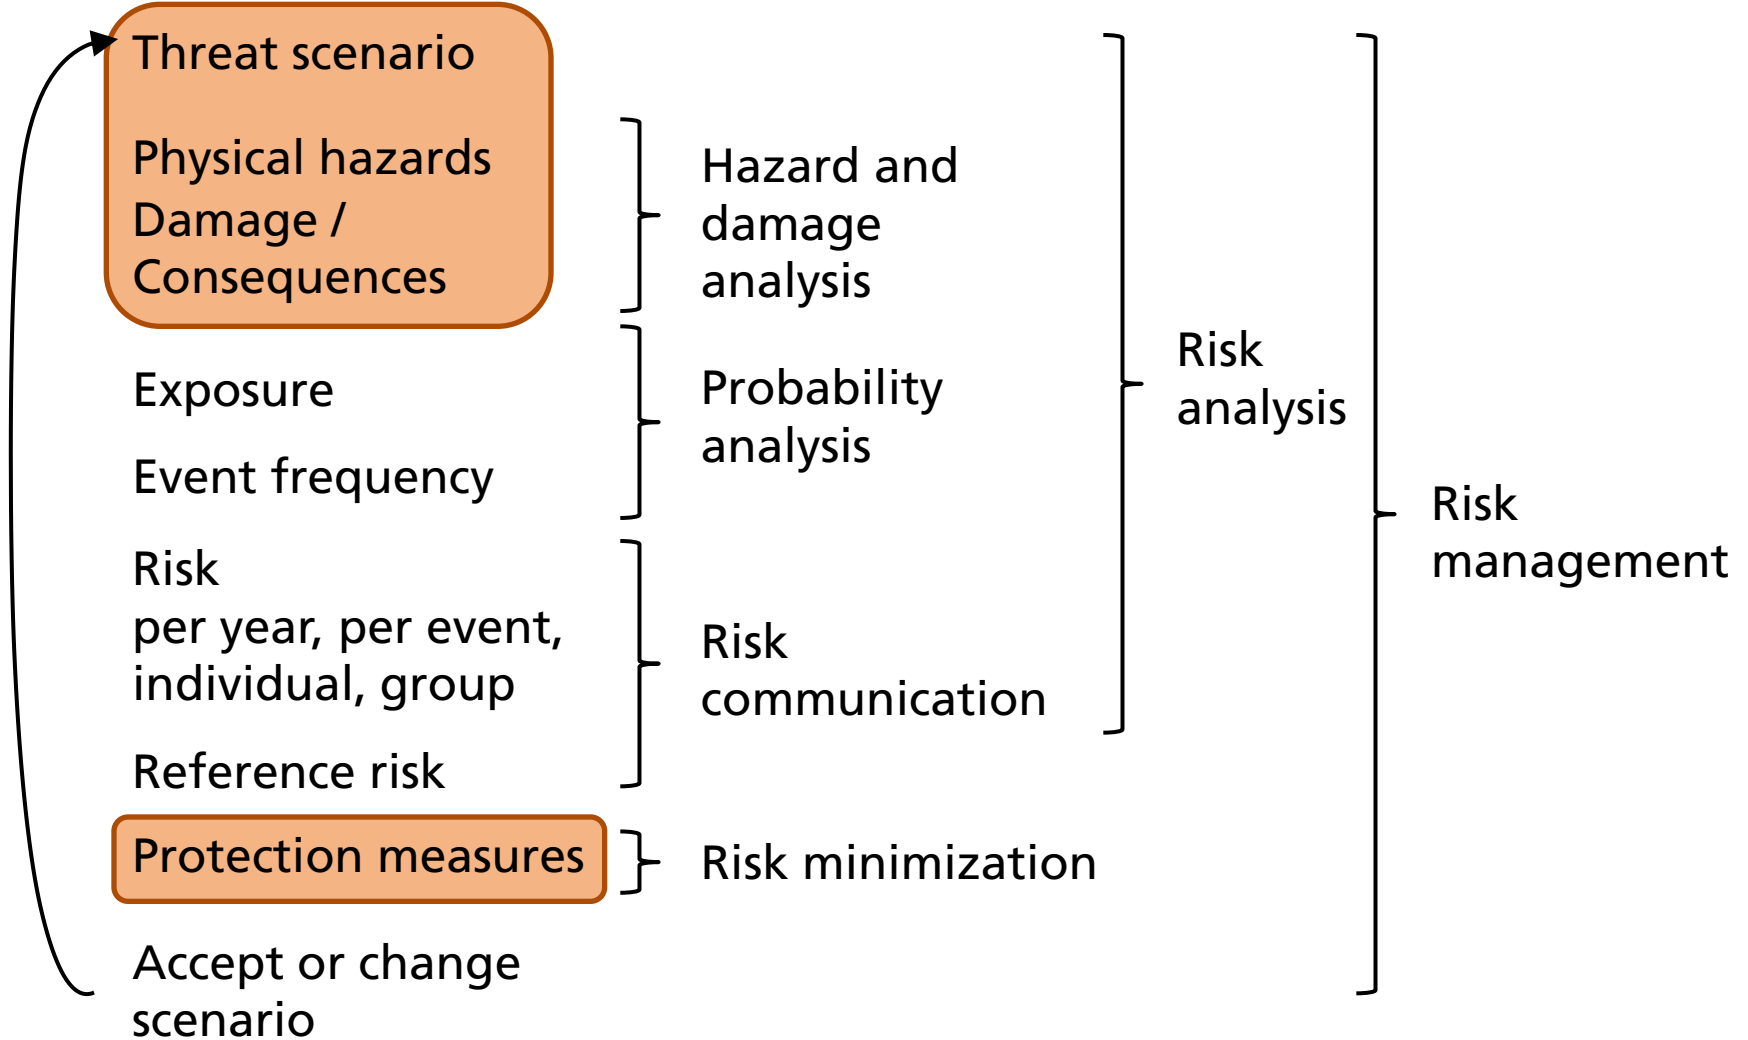 Threat scenario
Physical hazards
Damage /
Consequences
Exposure
Event frequency
Risk
per year, per event,
individual, group
Reference risk
Protection measures
Accept or change
scenario
Hazard and
damage
analysis
Probability
analysis
Risk
communication
Risk minimization
Risk
analysis
Risk
management